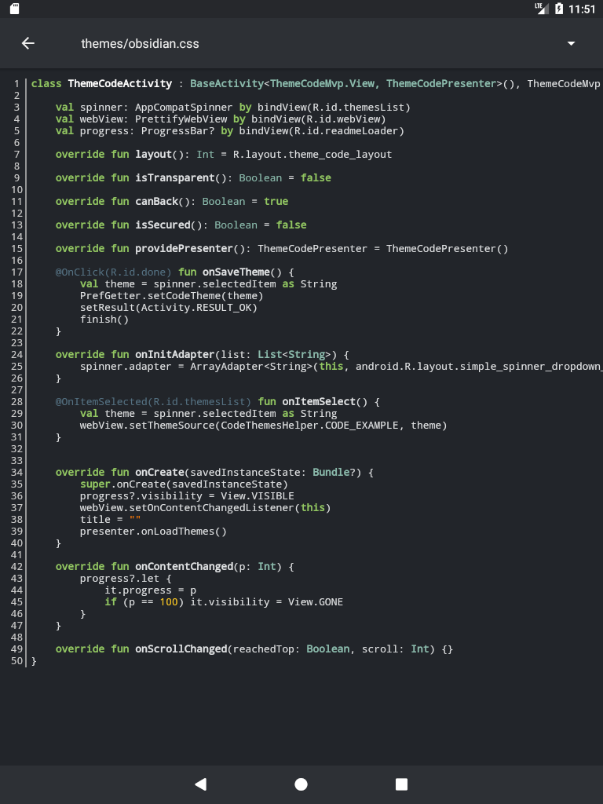 LTE 11:51
themes/obsidian.css
1 class ThemeCodeActivity : BaseActivity<ThemeCodeMvp.View, ThemeCodePresenter>(), ThemeCodeMvp
2
3     val spinner: AppCompatSpinner by bindView(R.id.themesList)
4     val webView: PrettifyWebView by bindView(R.id.webView)
5     val progress: ProgressBar? by bindView(R.id.readmeLoader)
6
7     override fun layout(): Int = R.layout.theme_code_layout
8
9     override fun isTransparent(): Boolean = false
10
11     override fun canBack(): Boolean = true
12
13     override fun isSecured(): Boolean = false
14
15     override fun providePresenter(): ThemeCodePresenter = ThemeCodePresenter()
16
17     @OnClick(R.id.done) fun onSaveTheme() {
18         val theme = spinner.selectedItem as String
19         PrefGetter.setCodeTheme(theme)
20         setResult(Activity.RESULT_OK)
21         finish()
22     }
23
24     override fun onInitAdapter(list: List<String>) {
25         spinner.adapter = ArrayAdapter<String>(this, android.R.layout.simple_spinner_dropdown_
26     }
27
28     @OnItemSelected(R.id.themesList) fun onItemSelect() {
29         val theme = spinner.selectedItem as String
30         webView.setThemeSource(CodeThemesHelper.CODE_EXAMPLE, theme)
31     }
32
33
34     override fun onCreate(savedInstanceState: Bundle?) {
35         super.onCreate(savedInstanceState)
36         progress?.visibility = View.VISIBLE
37         webView.setOnContentChangedListener(this)
38         title = ""
39         presenter.onLoadThemes()
40     }
41
42     override fun onContentChanged(p: Int) {
43         progress?.let {
44             it.progress = p
45             if (p == 100) it.visibility = View.GONE
46         }
47     }
48
49     override fun onScrollChanged(reachedTop: Boolean, scroll: Int) {}
50 }